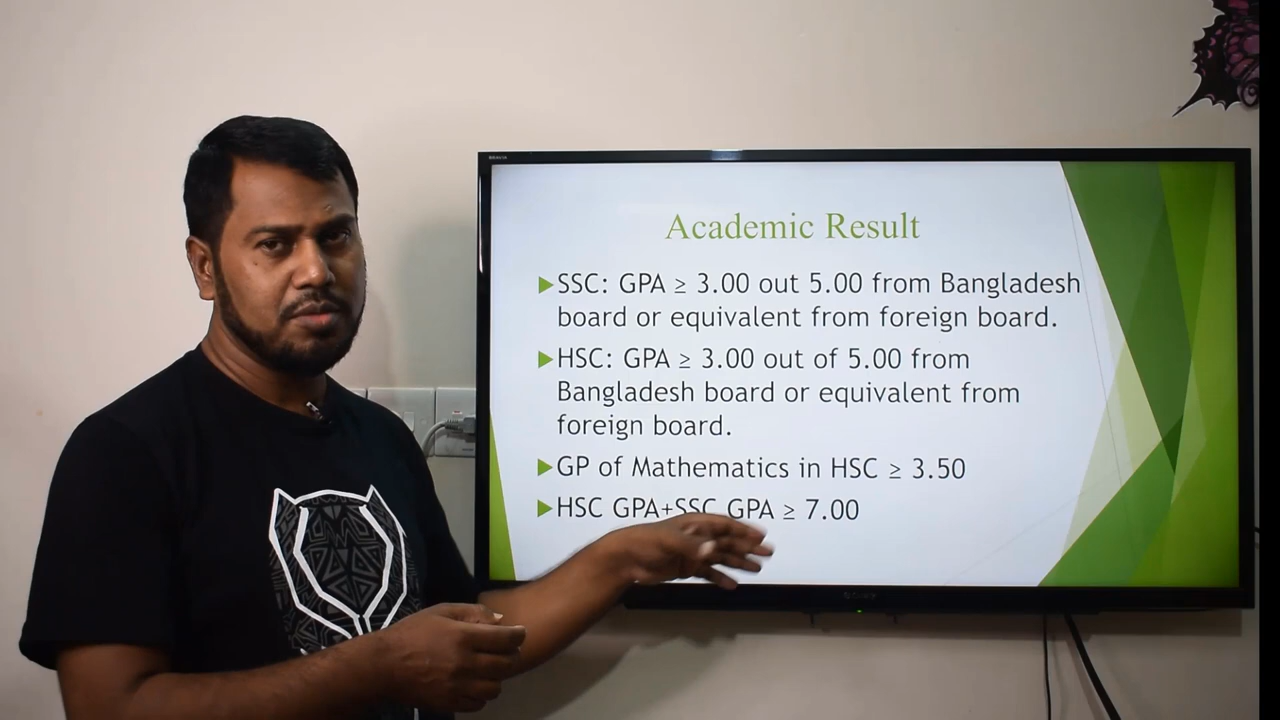 BRAVIA
Academic Result
SSC: GPA ≥ 3.00 out 5.00 from Bangladesh
board or equivalent from foreign board.
HSC: GPA ≥ 3.00 out of 5.00 from
Bangladesh board or equivalent from
foreign board.
GP of Mathematics in HSC ≥ 3.50
HSC GPA+SSC GPA ≥ 7.00
SONY